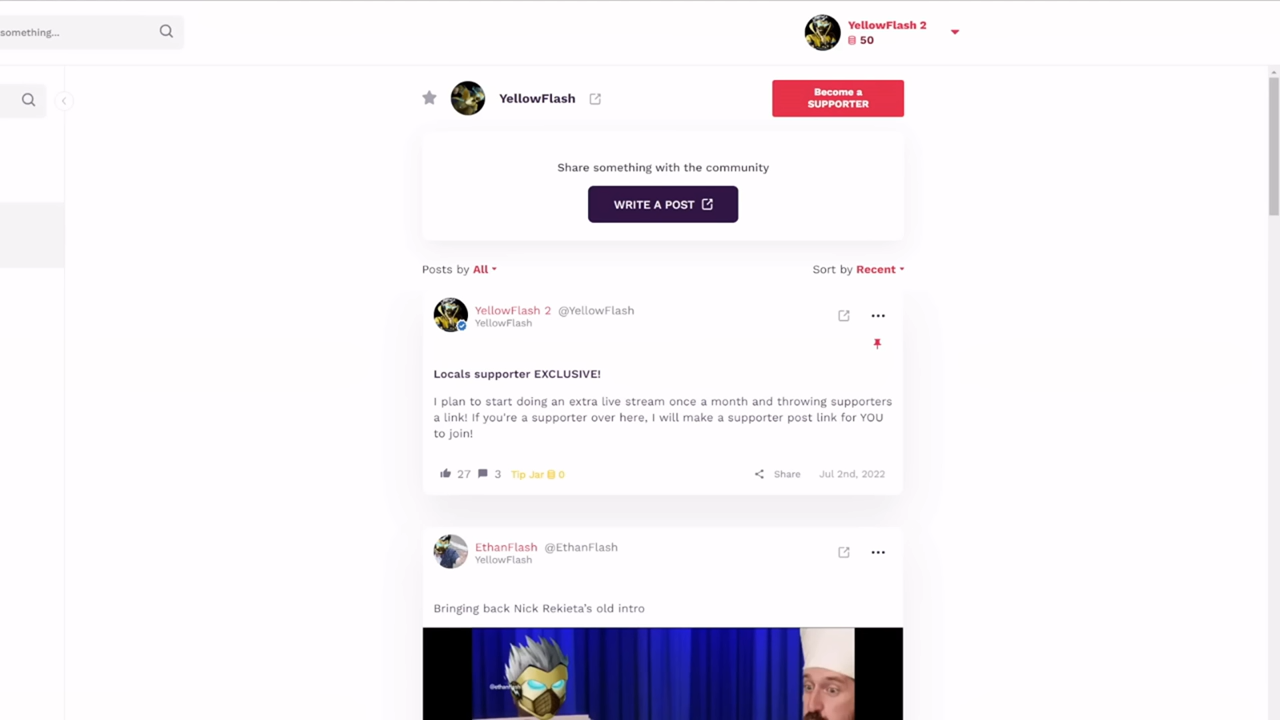 something...
YellowFlash 2
50
YellowFlash
Become a
SUPPORTER
Share something with the community
WRITE A POST
Posts by All
Sort by Recent
YellowFlash 2 @YellowFlash
YellowFlash
Locals supporter EXCLUSIVE!
I plan to start doing an extra live stream once a month and throwing supporters
a link! If you're a supporter over here, I will make a supporter post link for YOU
to join!
27 3 Tip Jar 0 Share Jul 2nd, 2022
EthanFlash @EthanFlash
YellowFlash
Bringing back Nick Rekieta's old intro